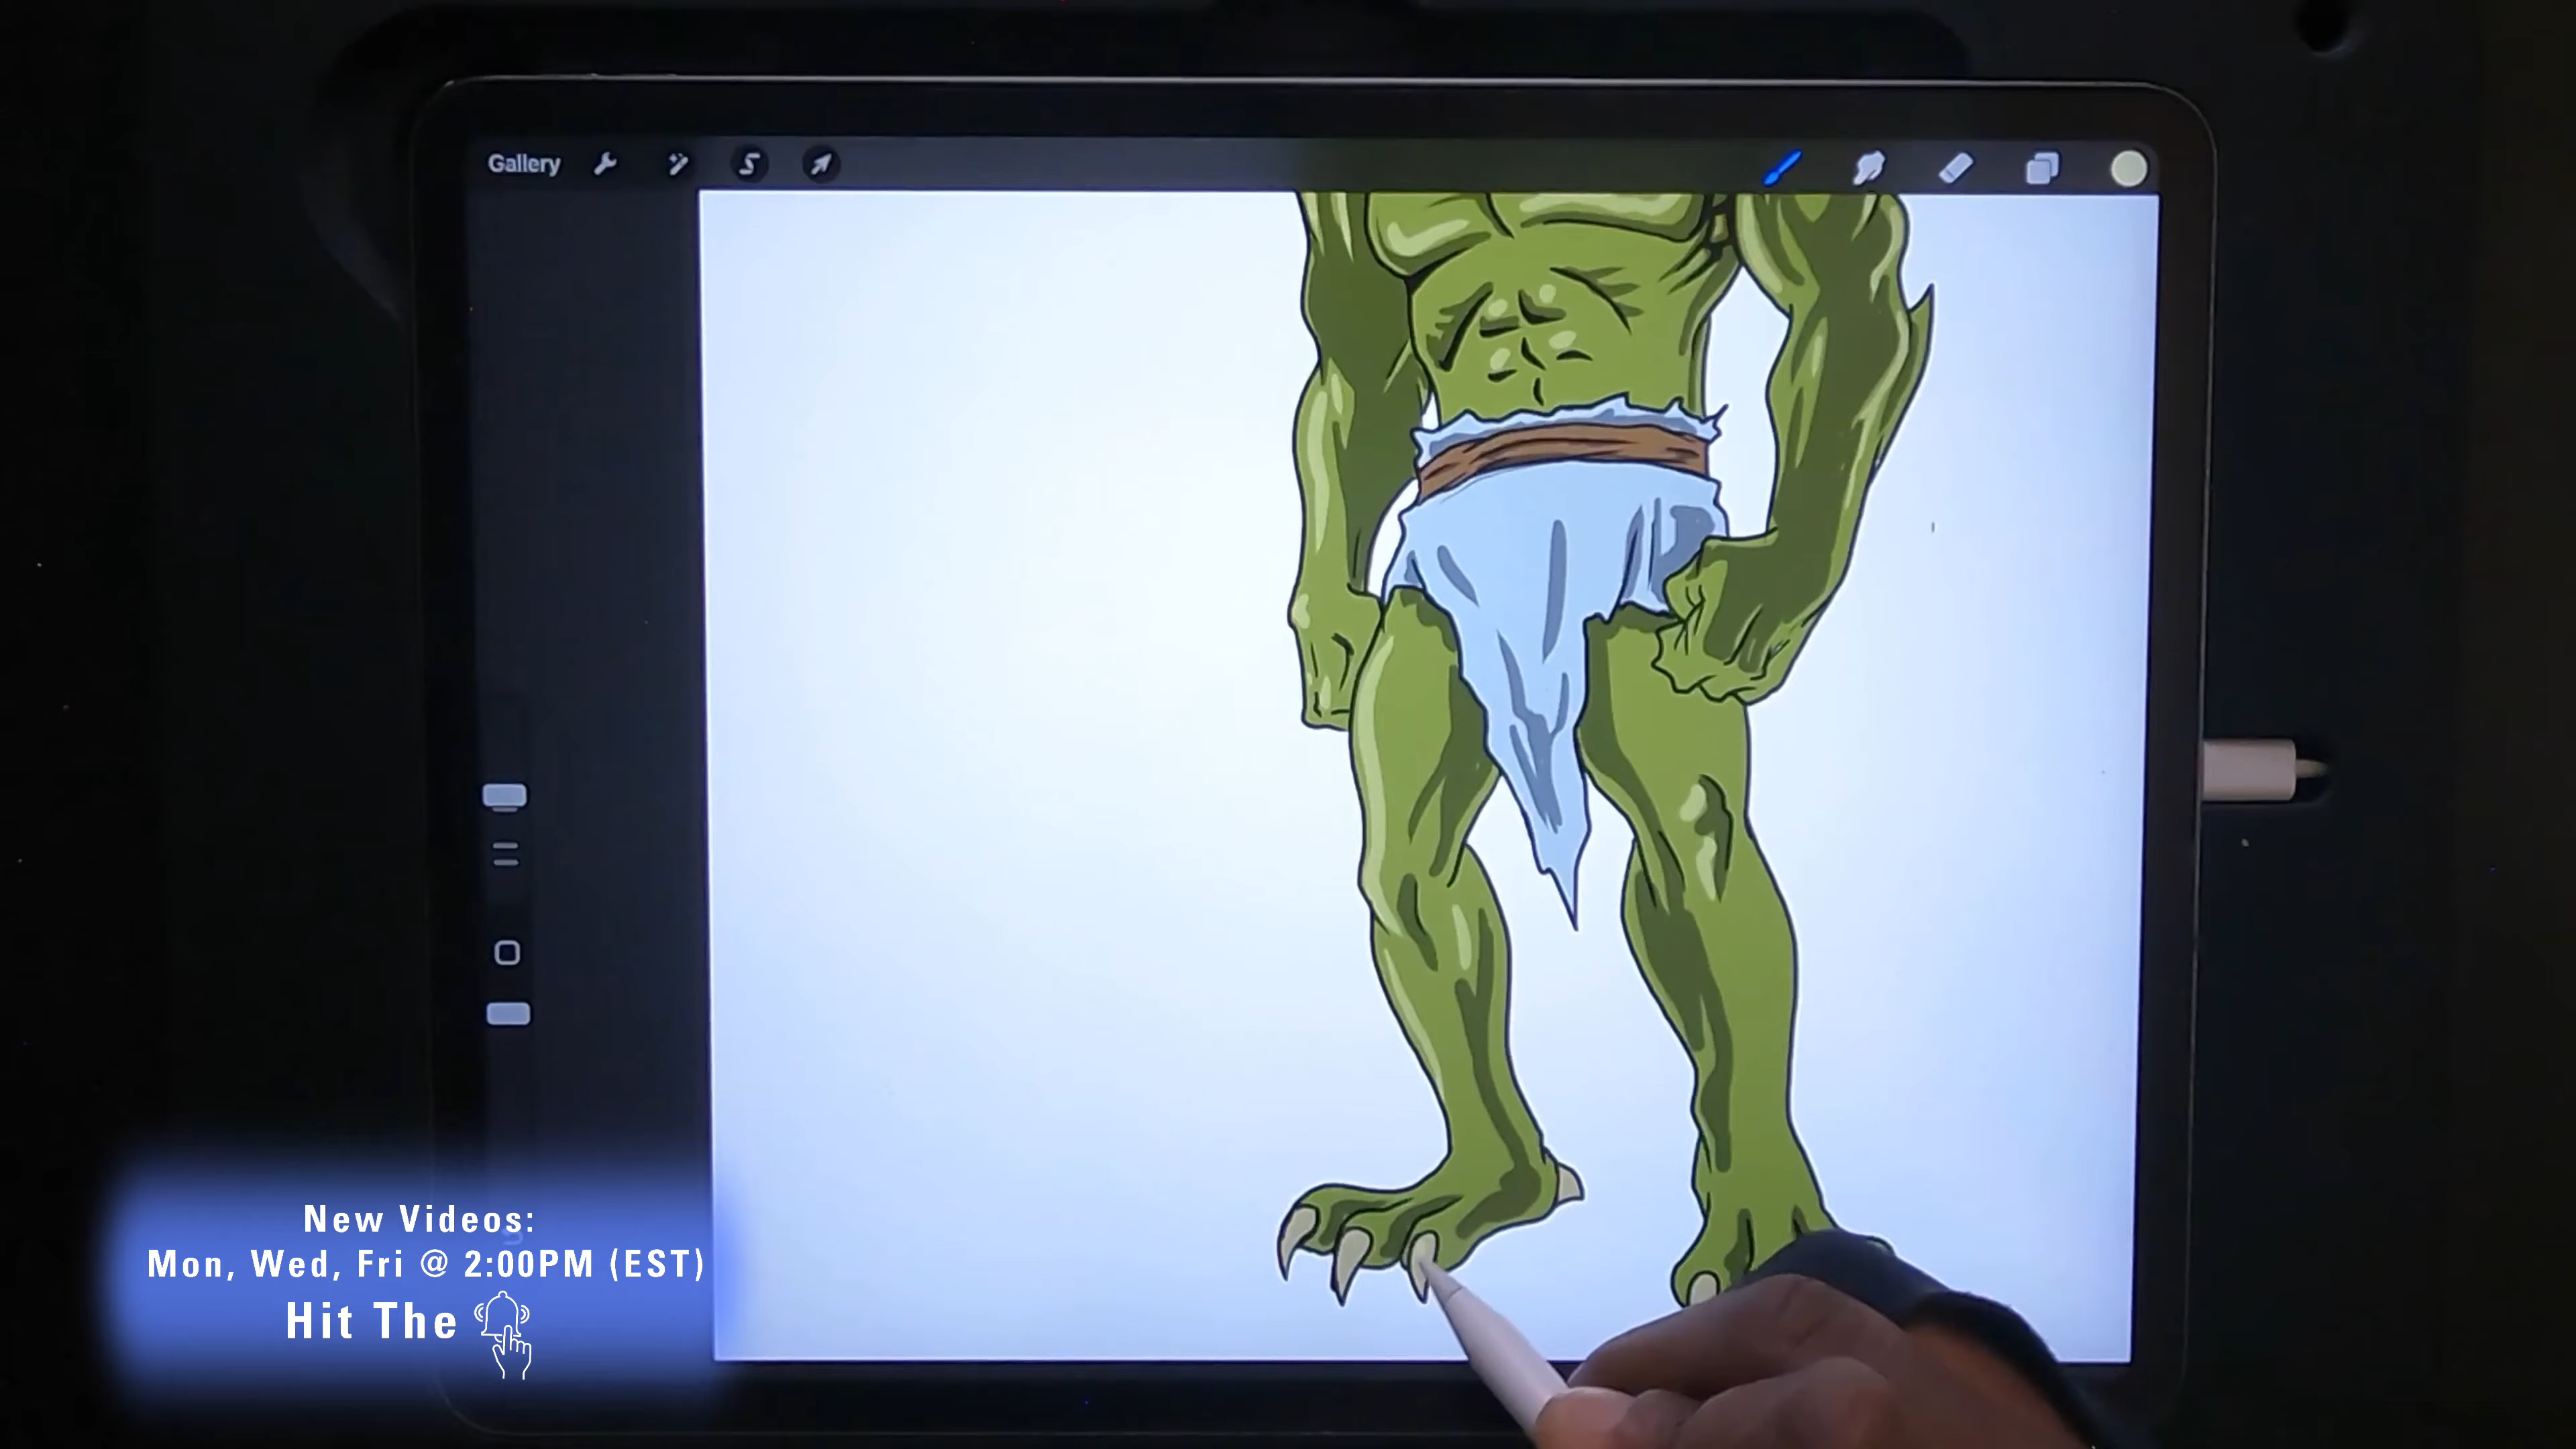 Gallery
New Videos:
Mon, Wed, Fri @ 2:00PM (EST)
Hit The